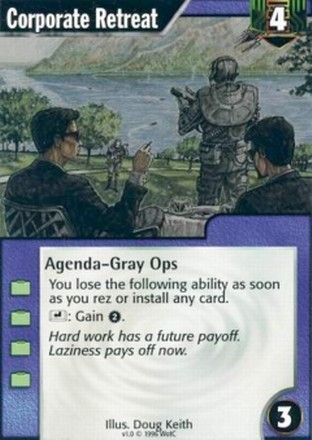 Corporate Retreat
4
Agenda-Gray Ops
You lose the following ability as soon
as you rez or install any card.
: Gain 2.
Hard work has a future payoff.
Laziness pays off now.
Illus. Doug Keith
v1.0 © 1996 WotC
3